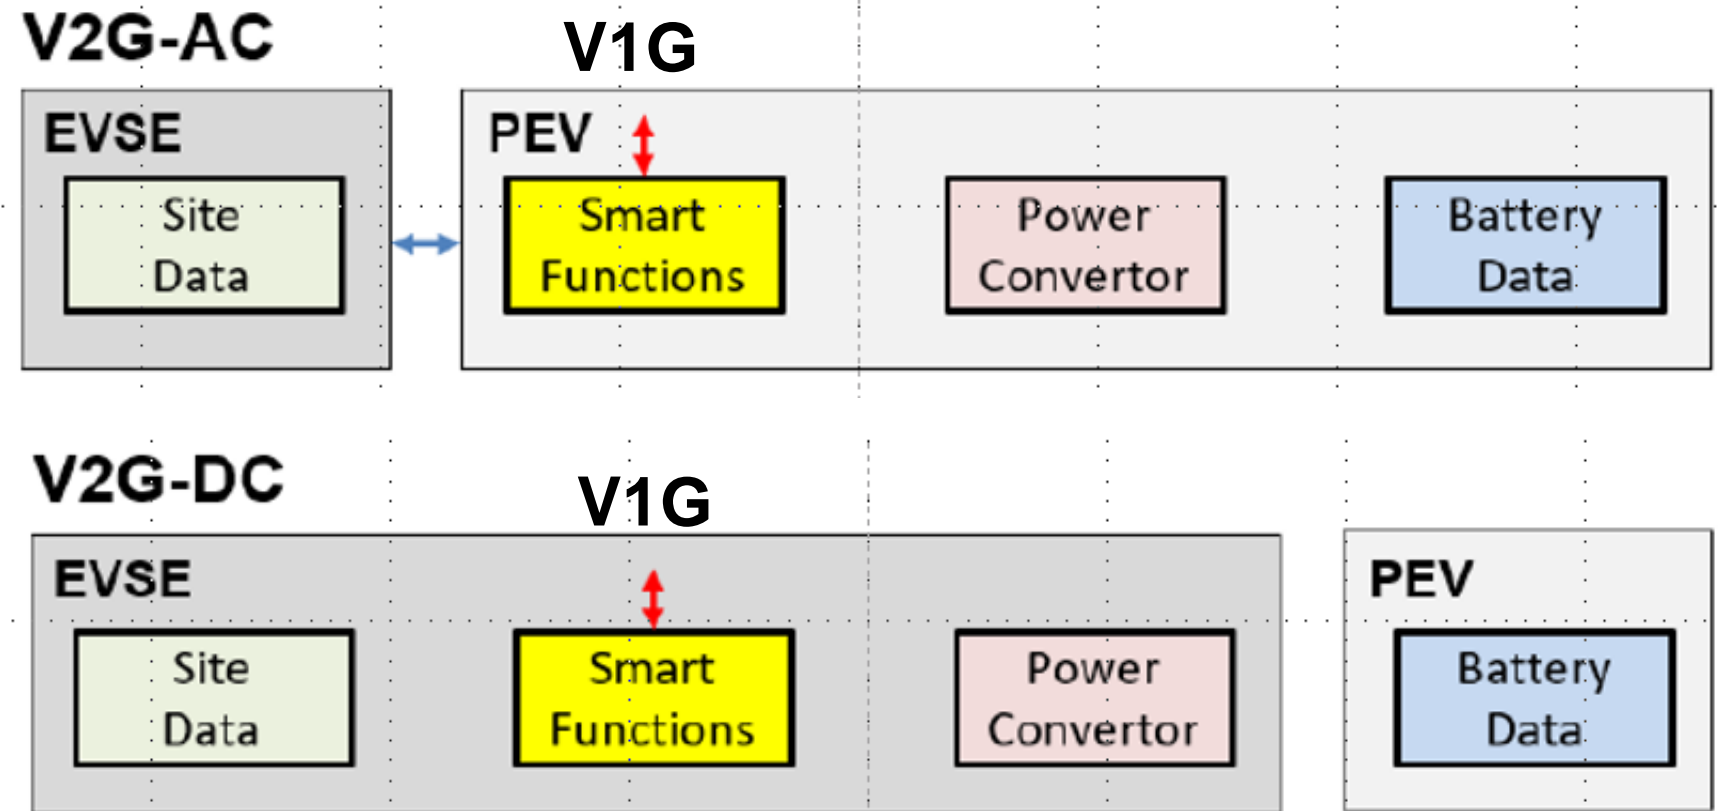 V2G-AC
V1G
EVSE
PEV
Site
Data
Smart
Functions
Power
Convertor
Battery
Data
V2G-DC
V1G
EVSE
PEV
Site
Data
Smart
Functions
Power
Convertor
Battery
Data